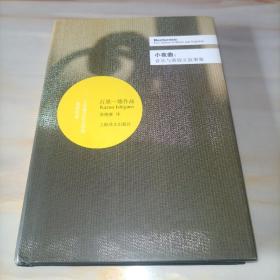 Nocturnes
Five Stories of Music and Nightfall
小夜曲：
音乐与黄昏五故事集
石黑一雄作品
Kazuo Ishiguro
张晓意 译
上海译文出版社